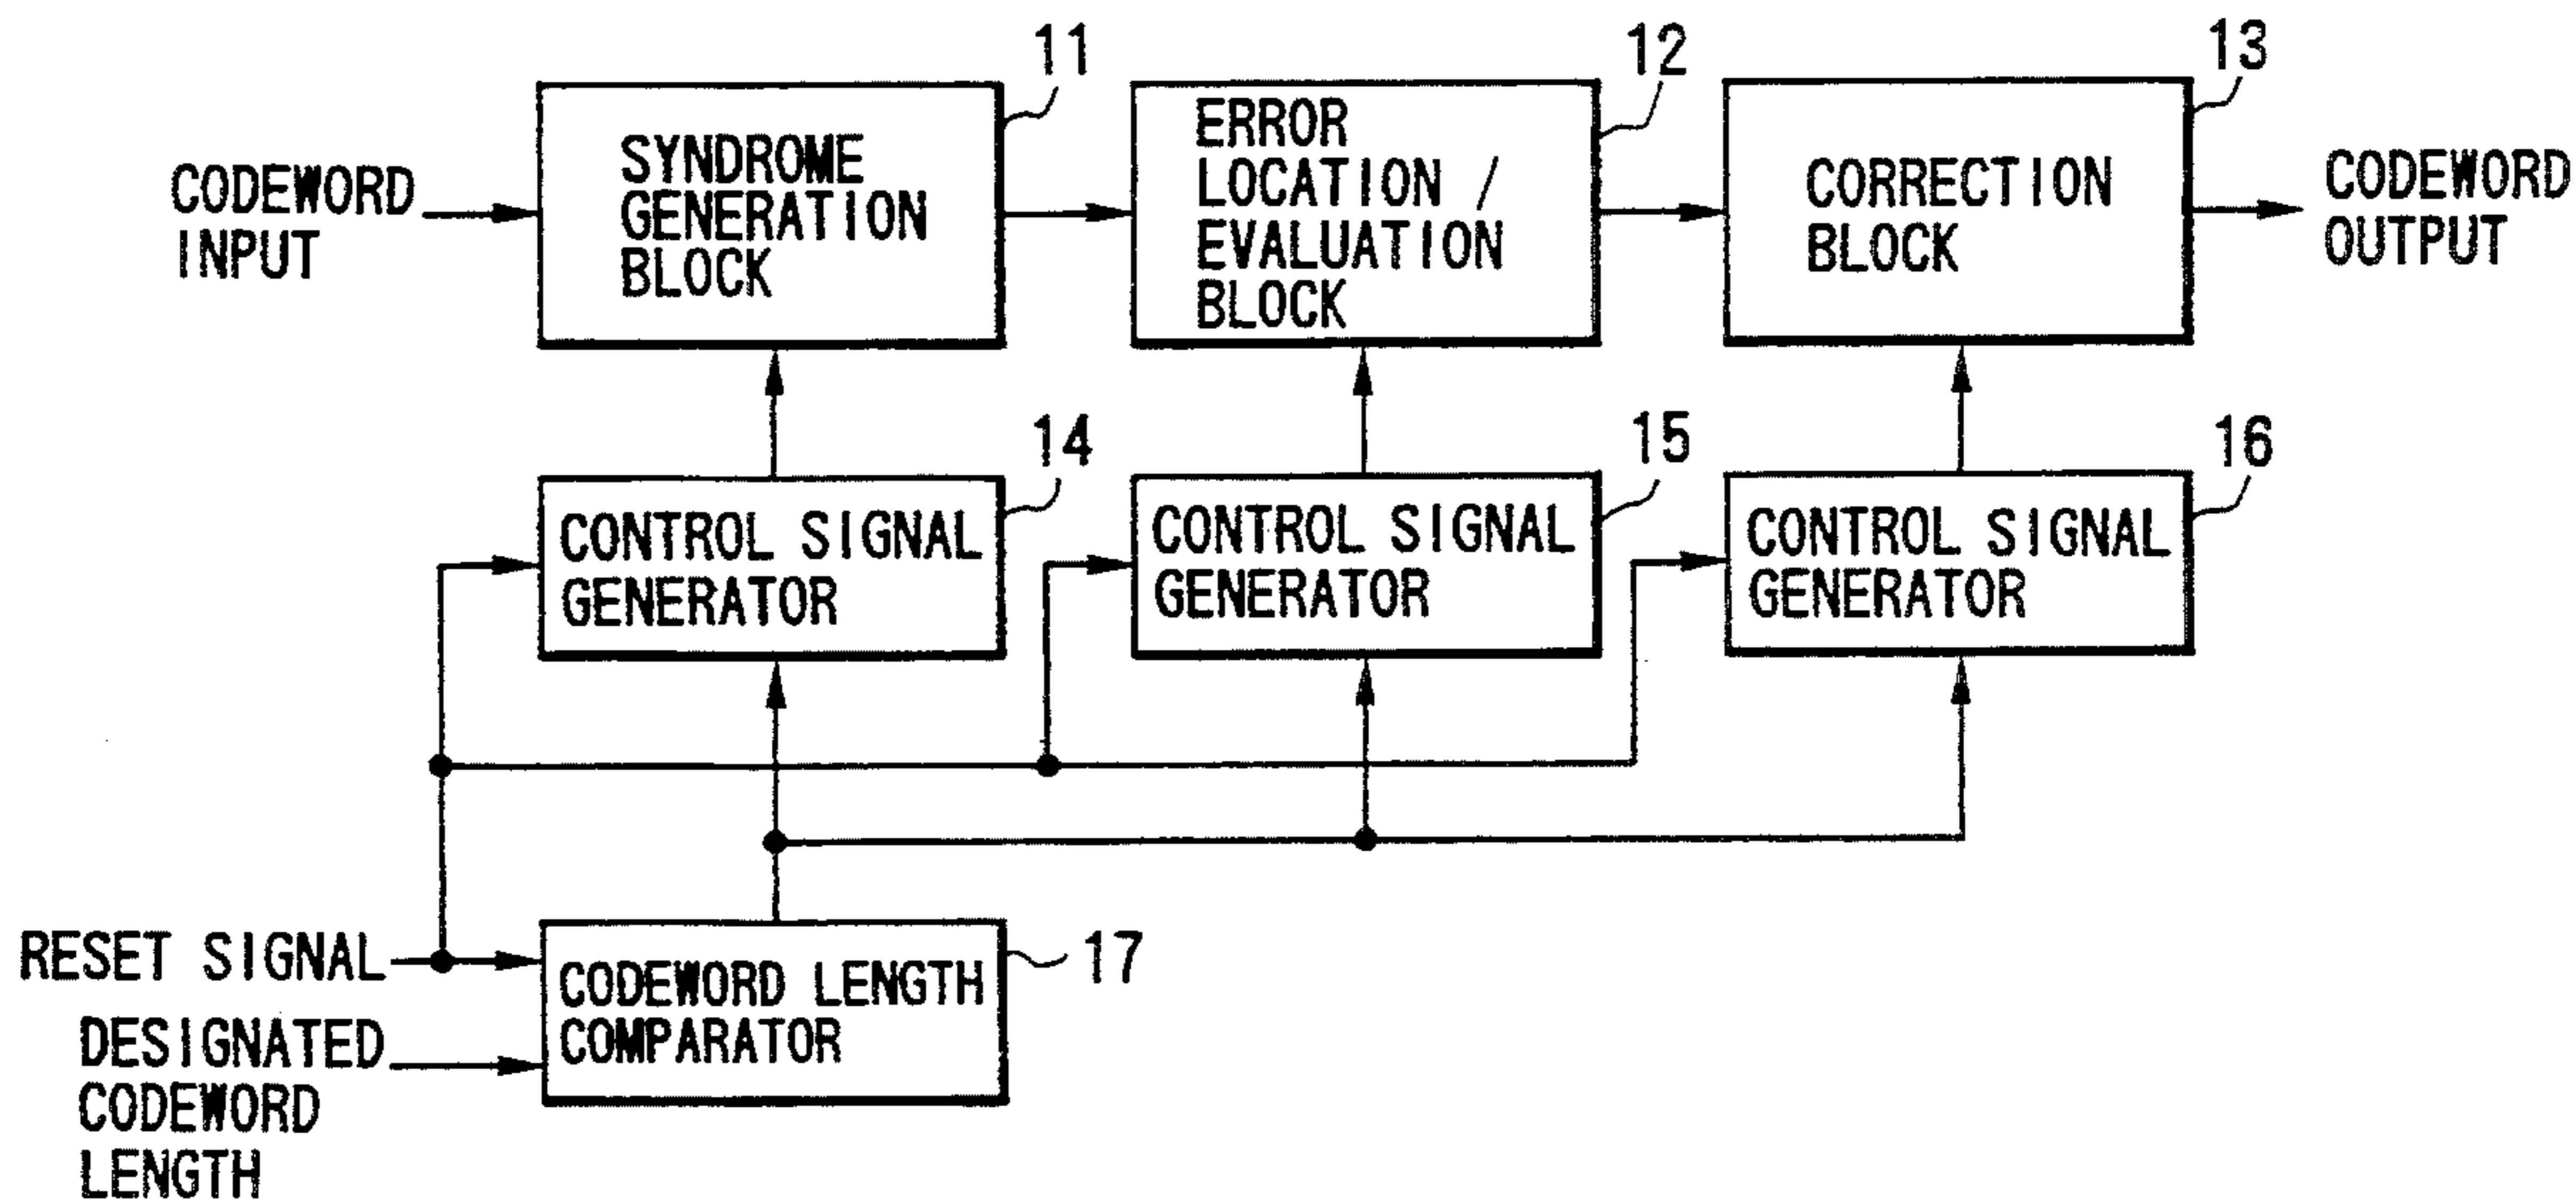 11
12
13
CODEWORD
INPUT
SYNDROME
GENERATION
BLOCK
ERROR
LOCATION /
EVALUATION
BLOCK
CORRECTION
BLOCK
CODEWORD
OUTPUT
14
15
16
CONTROL SIGNAL
GENERATOR
CONTROL SIGNAL
GENERATOR
CONTROL SIGNAL
GENERATOR
RESET SIGNAL
DESIGNATED
CODEWORD
LENGTH
CODEWORD LENGTH
COMPARATOR
17